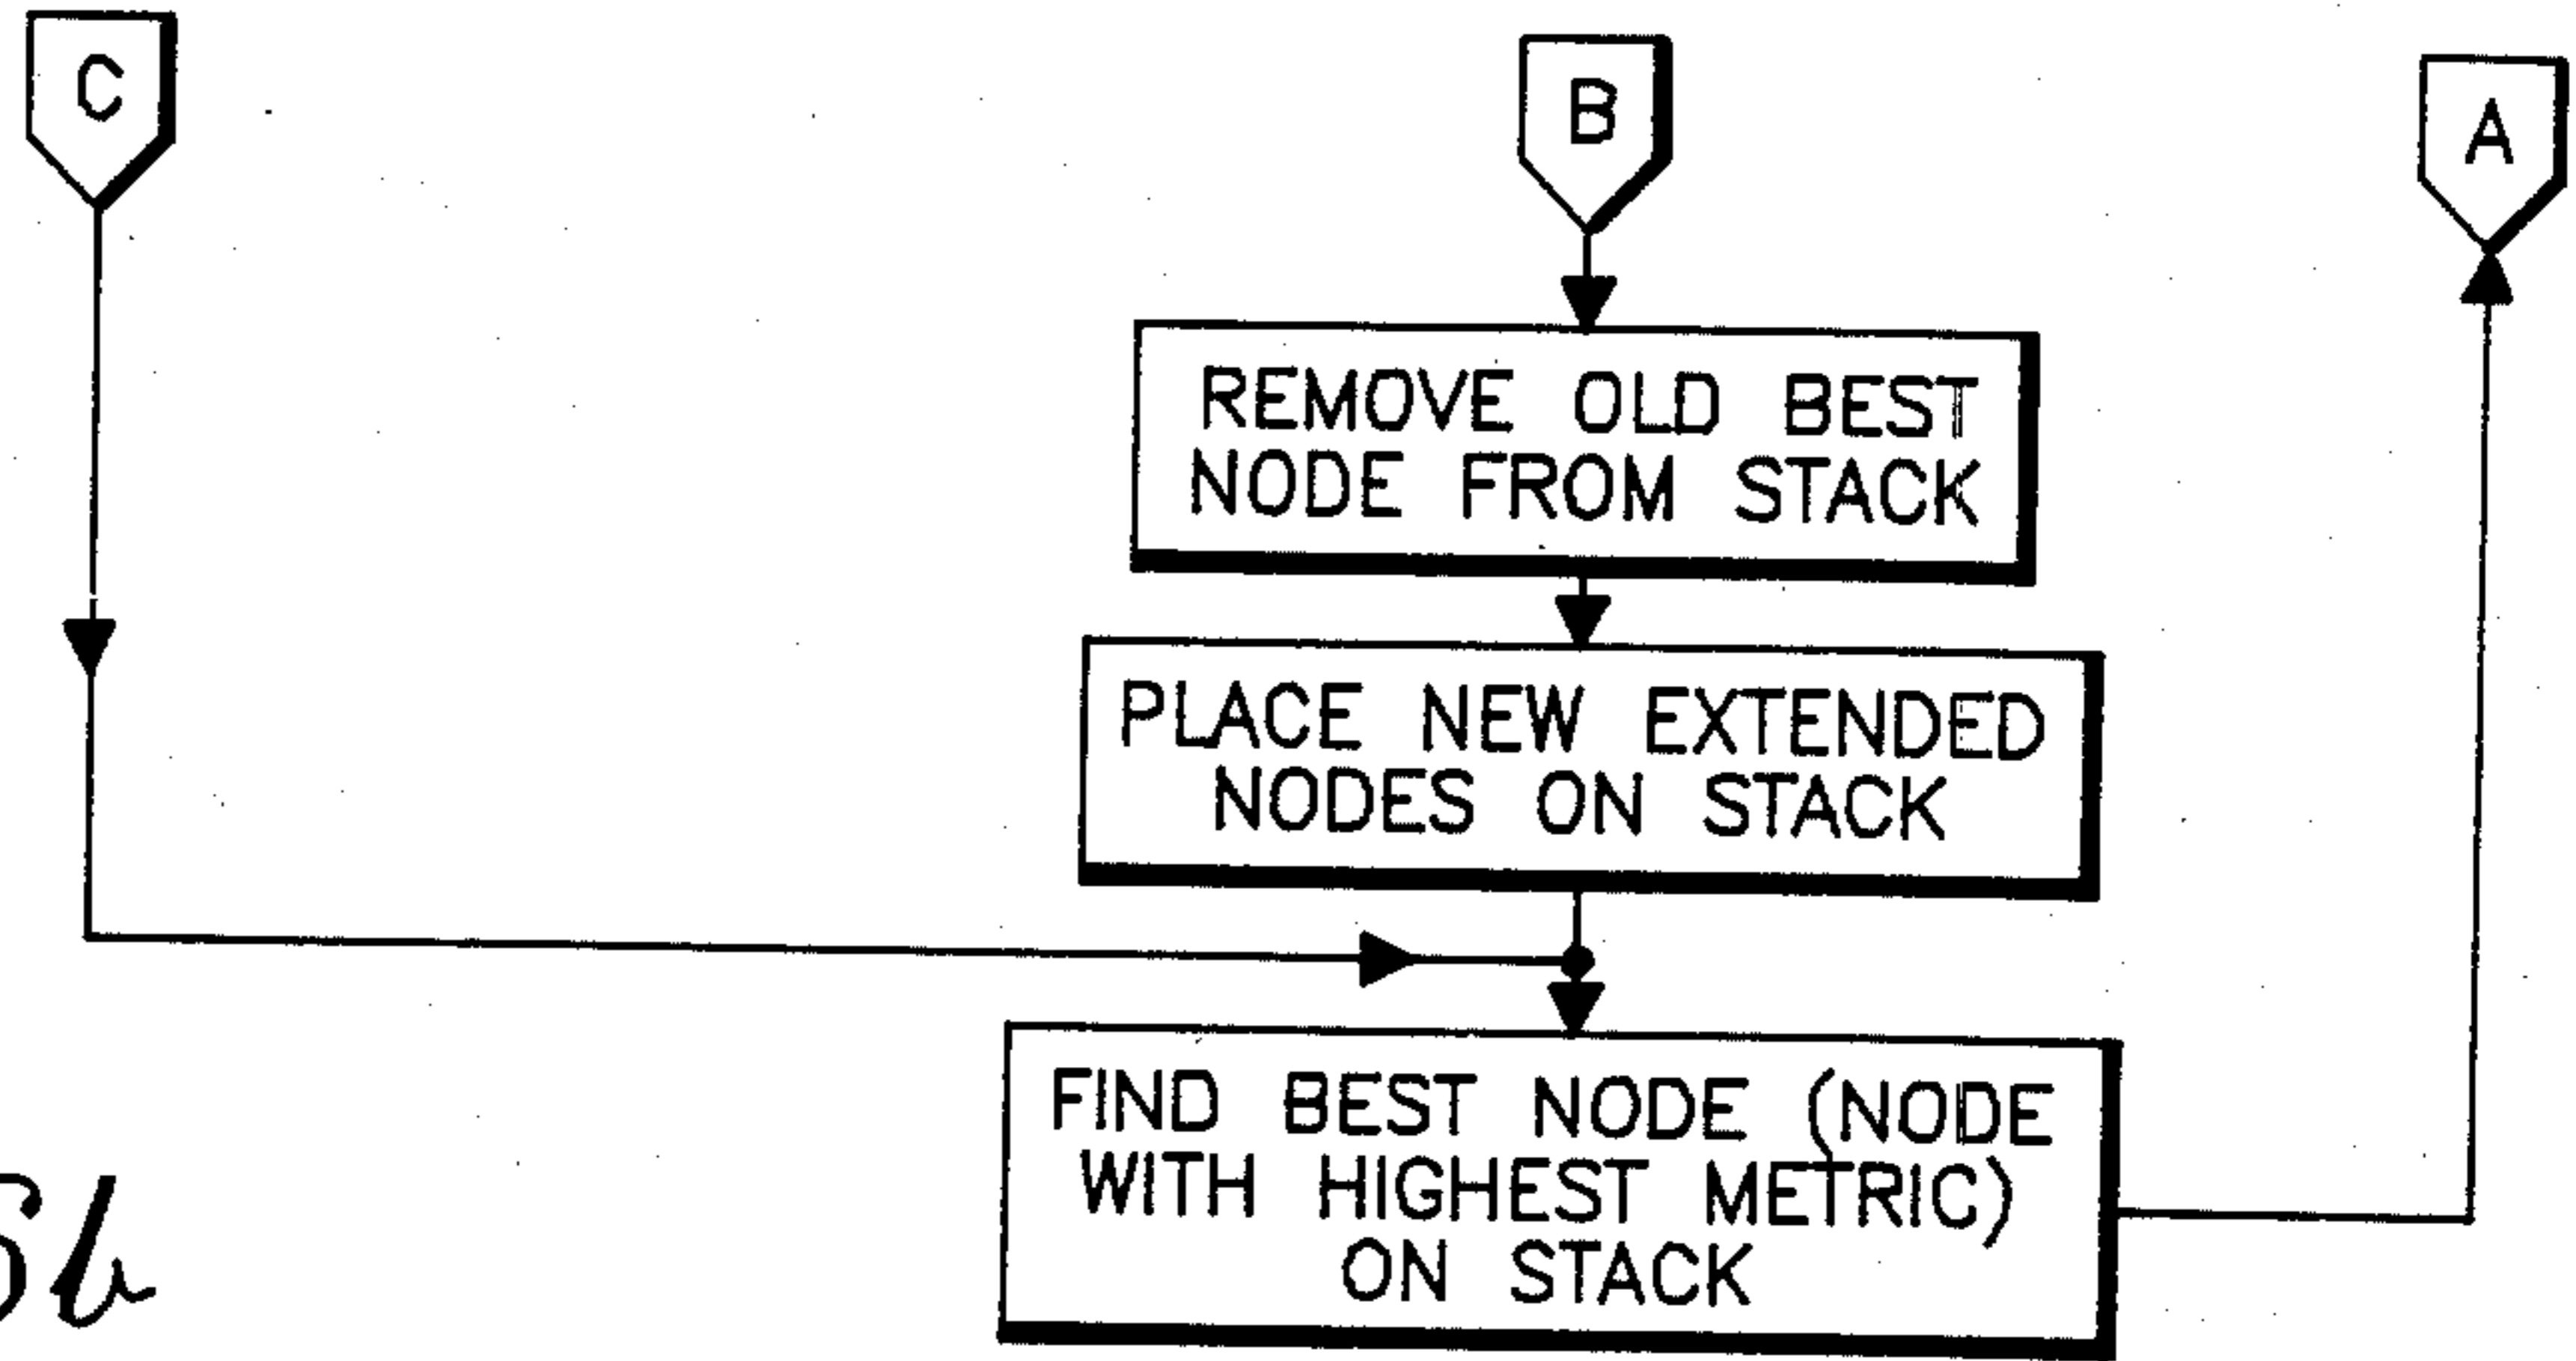 C
B
A
REMOVE OLD BEST
NODE FROM STACK
PLACE NEW EXTENDED
NODES ON STACK
FIND BEST NODE (NODE
WITH HIGHEST METRIC)
ON STACK
5b